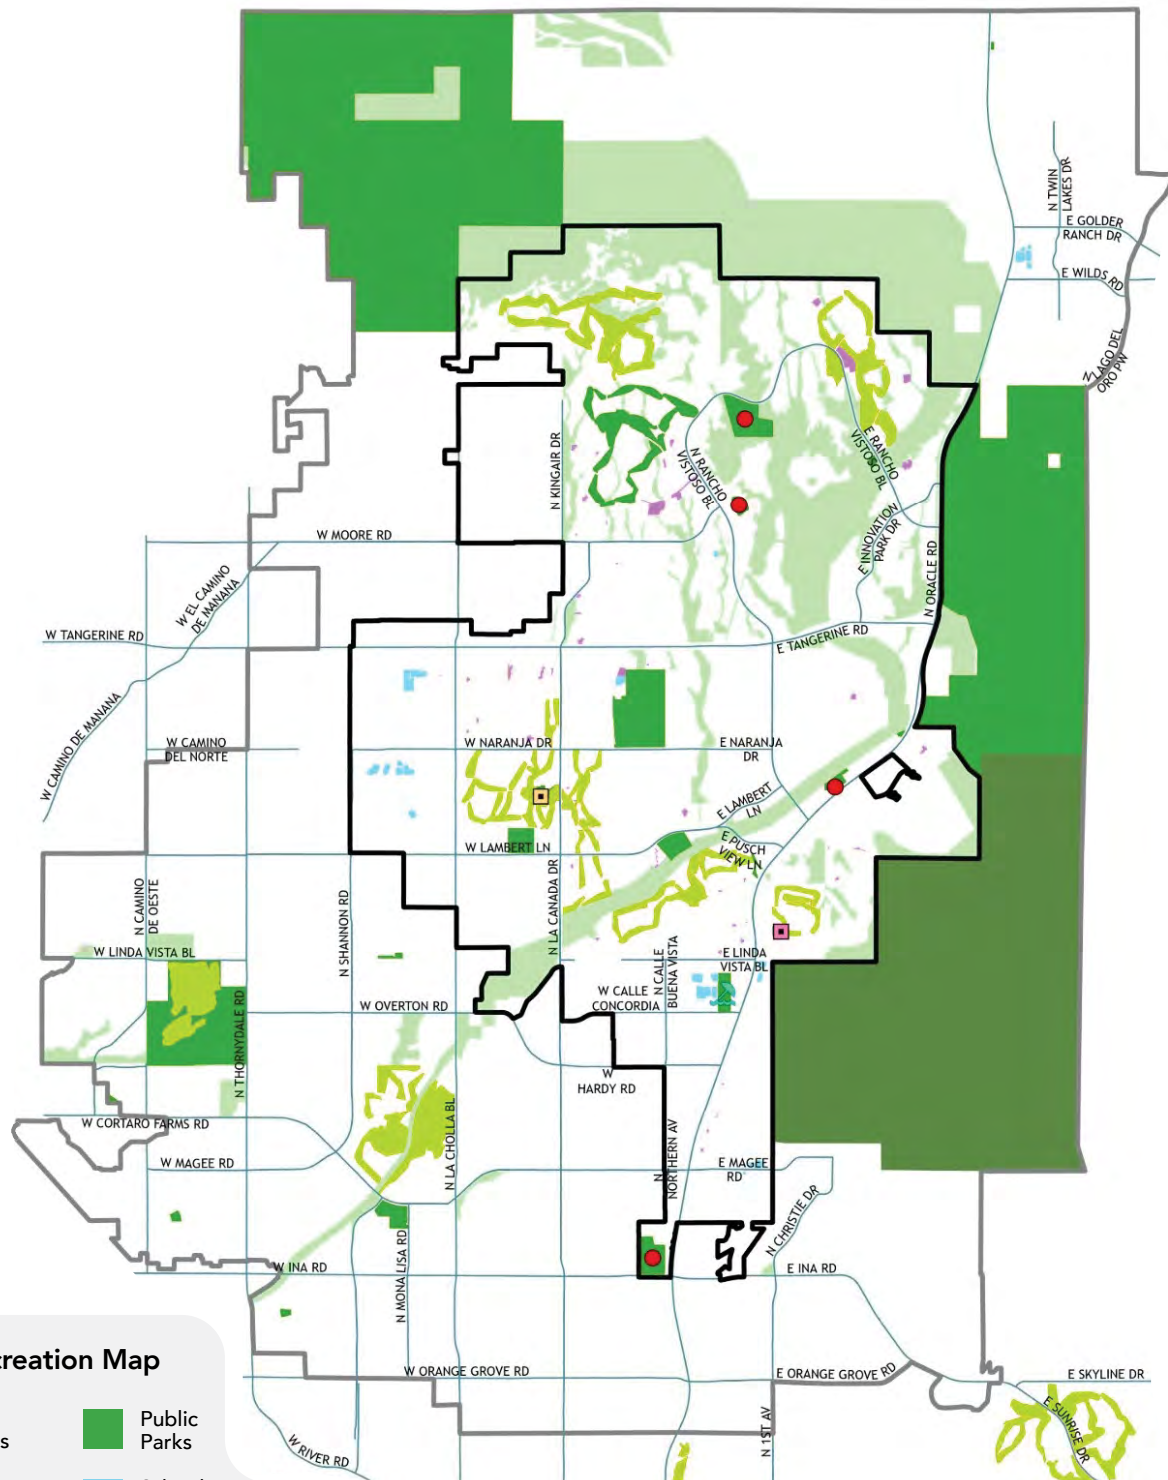 N TWIN
LAKES DR
E GOLDER
RANCH DR
E WILDS RD
N LAGO DEL
ORO PW
N KINGAIR DR
N RANCHO
VISTOSO BL
E RANCHO
VISTOSO BL
E INNOVATION
PARK DR
N ORACLE RD
W MOORE RD
W EL CAMINO
DE MANANA
W TANGERINE RD
E TANGERINE RD
W CAMINO DE MANANA
W CAMINO
DEL NORTE
W NARANJA DR
E NARANJA
DR
E LAMBERT
LN
W LAMBERT LN
E PUSCH
VIEW LN
N CAMINO
DE OESTE
N SHANNON RD
N LA CANADA DR
W LINDA VISTA BL
N CALLE
BUENA VISTA
E LINDA
VISTA BL
W CALLE
CONCORDIA
W OVERTON RD
N THORNYDALE RD
W
HARDY RD
W CORTARO FARMS RD
N LA CHOLLA BL
W MAGEE RD
N
NORTHERN AV
E MAGEE
RD
N CHRISTIE DR
N MONA LISA RD
W INA RD
E INA RD
W ORANGE GROVE RD
E ORANGE GROVE RD
E SKYLINE DR
E SUNRISE DR
N 1ST AV
W RIVER RD
creation Map
s
Public
Parks